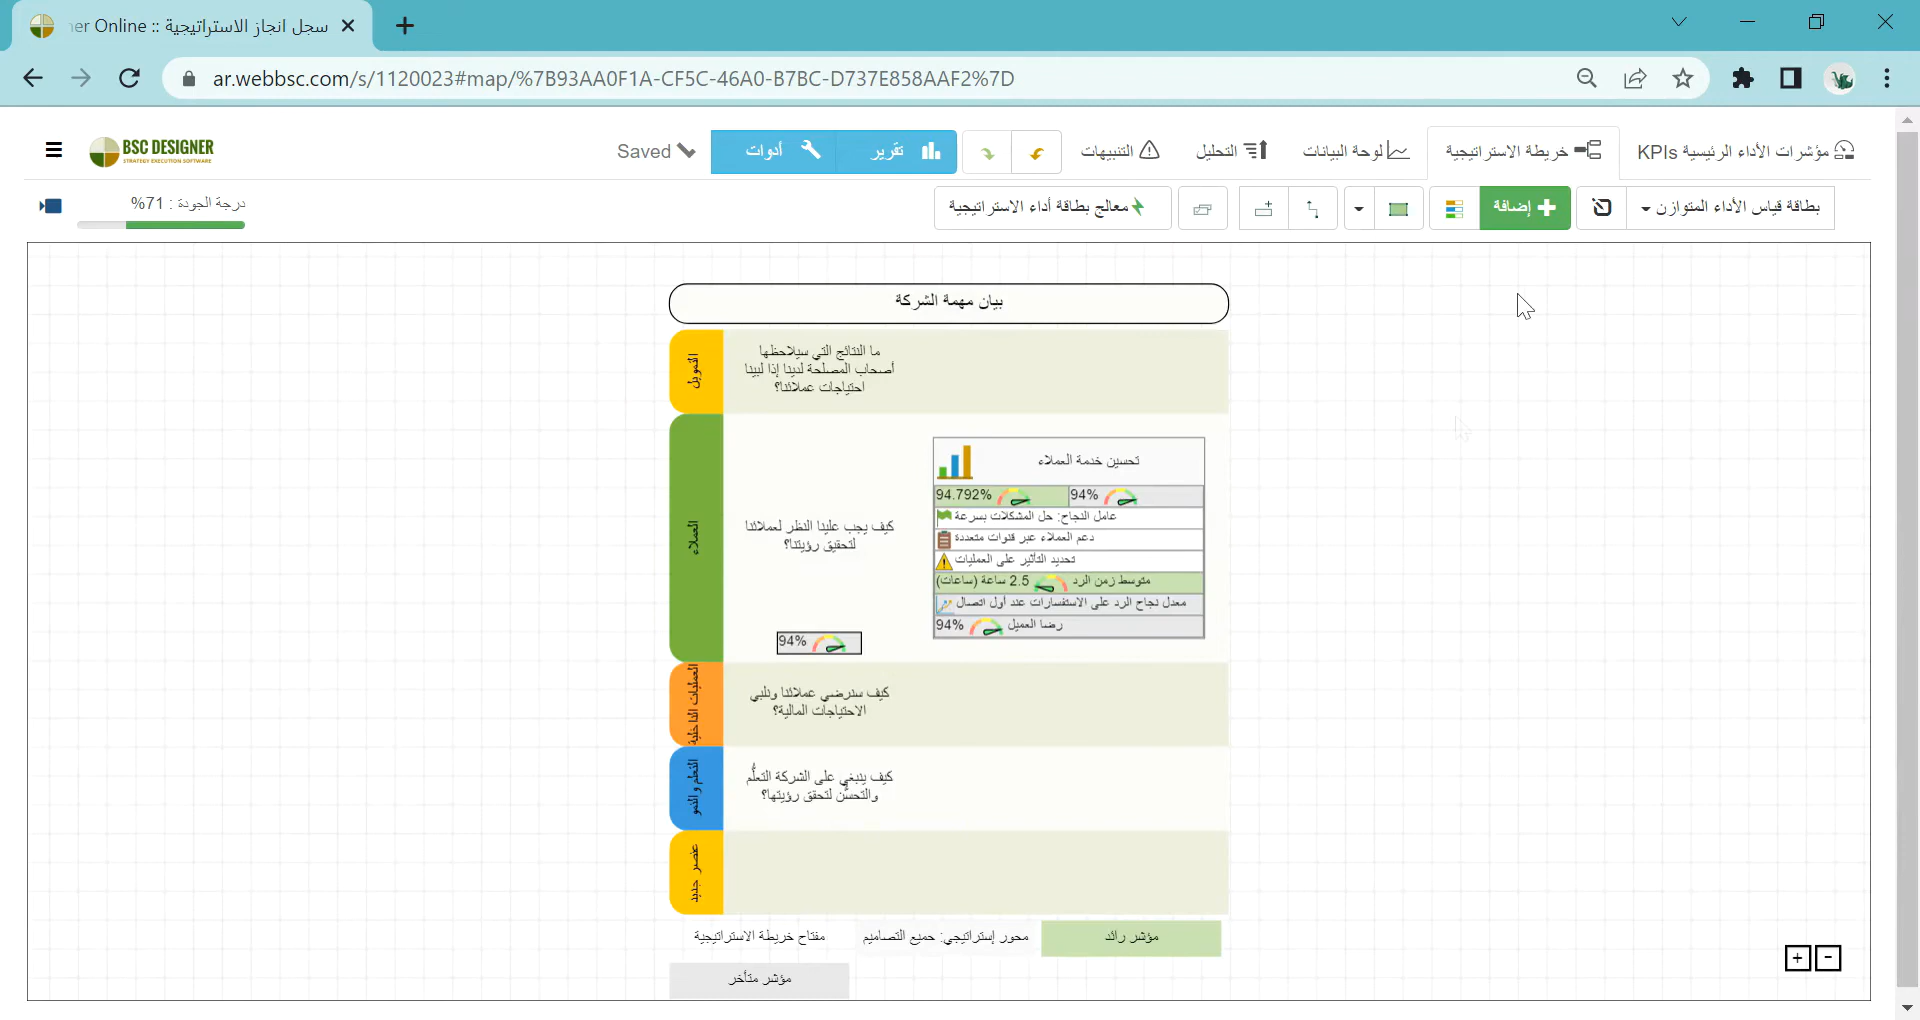 ner Online :: سجل انجاز الاستراتيجية
ar.webbsc.com/s/1120023#map/%7B93AA0F1A-CF5C-46A0-B7BC-D737E858AAF2%7D
BSC DESIGNER
STRATEGY EXECUTION SOFTWARE
مؤشرات الأداء الرئيسية KPIs
خريطة الاستراتيجية
لوحة البيانات
التحليل
التنبيهات
تقرير
أدوات
Saved
بطاقة قياس الأداء المتوازن
إضافة
معالج بطاقة أداء الاستراتيجية
درجة الجودة : 71%
بيان مهمة الشركة
التمويل
ما النتائج التي سيلاحظها
أصحاب المصلحة لدينا إذا لبينا
احتياجات عملائنا؟
العملاء
كيف يجب علينا النظر لعملائنا
لتحقيق رؤيتنا؟
94%
تحسين خدمة العملاء
94.792%
94%
عامل النجاح: حل المشكلات بسرعة
دعم العملاء عبر قنوات متعددة
تحديد التأثير على العمليات
متوسط زمن الرد 2.5 ساعة (ساعات)
معدل نجاح الرد على الاستفسارات عند أول اتصال
رضا العميل 94%
العمليات الداخلية
كيف سنرضي عملائنا ونلبي
الاحتياجات المالية؟
التعلم والنمو
كيف ينبغي على الشركة التعلُّم
والتحسُّن لتحقق رؤيتها؟
عنصر جديد
مفتاح خريطة الاستراتيجية
محور إستراتيجي: جميع التصاميم
مؤشر رائد
مؤشر متأخر